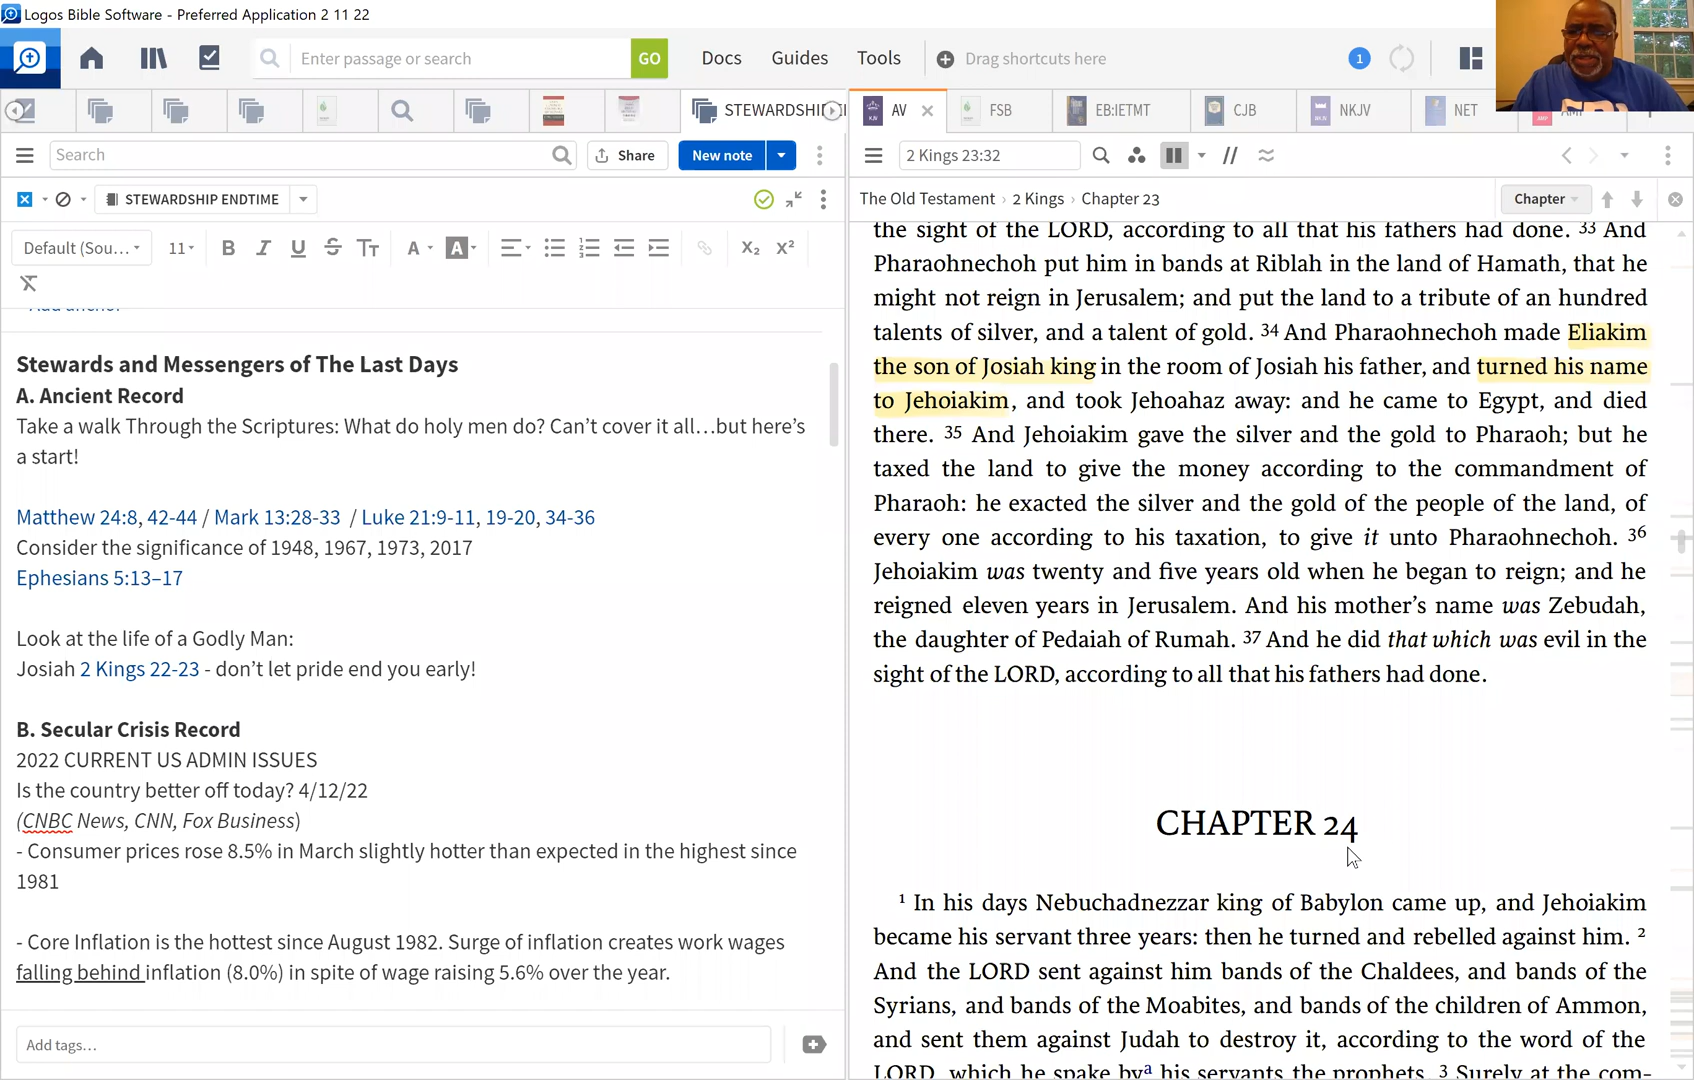 Logos Bible Software - Preferred Application 2 11 22
Enter passage or search
GO
Docs
Guides
Tools
Drag shortcuts here
1
STEWARDSHIP
AV
FSB
EB:IETMT
CJB
NKJV
NET
Search
Share
New note
2 Kings 23:32
STEWARDSHIP ENDTIME
The Old Testament › 2 Kings › Chapter 23
Chapter
Default (Sou...
11
B I U S TT A A X₂ X²
Add anchor
Stewards and Messengers of The Last Days
A. Ancient Record
Take a walk Through the Scriptures: What do holy men do? Can’t cover it all…but here’s
a start!
Matthew 24:8, 42-44 / Mark 13:28-33 / Luke 21:9-11, 19-20, 34-36
Consider the significance of 1948, 1967, 1973, 2017
Ephesians 5:13–17
Look at the life of a Godly Man:
Josiah 2 Kings 22-23 - don’t let pride end you early!
B. Secular Crisis Record
2022 CURRENT US ADMIN ISSUES
Is the country better off today? 4/12/22
(CNBC News, CNN, Fox Business)
- Consumer prices rose 8.5% in March slightly hotter than expected in the highest since
1981
- Core Inflation is the hottest since August 1982. Surge of inflation creates work wages
falling behind inflation (8.0%) in spite of wage raising 5.6% over the year.
Add tags…
the sight of the LORD, according to all that his fathers had done. 33 And
Pharaohnechoh put him in bands at Riblah in the land of Hamath, that he
might not reign in Jerusalem; and put the land to a tribute of an hundred
talents of silver, and a talent of gold. 34 And Pharaohnechoh made Eliakim
the son of Josiah king in the room of Josiah his father, and turned his name
to Jehoiakim, and took Jehoahaz away: and he came to Egypt, and died
there. 35 And Jehoiakim gave the silver and the gold to Pharaoh; but he
taxed the land to give the money according to the commandment of
Pharaoh: he exacted the silver and the gold of the people of the land, of
every one according to his taxation, to give it unto Pharaohnechoh. 36
Jehoiakim was twenty and five years old when he began to reign; and he
reigned eleven years in Jerusalem. And his mother’s name was Zebudah,
the daughter of Pedaiah of Rumah. 37 And he did that which was evil in the
sight of the LORD, according to all that his fathers had done.
CHAPTER 24
1 In his days Nebuchadnezzar king of Babylon came up, and Jehoiakim
became his servant three years: then he turned and rebelled against him. 2
And the LORD sent against him bands of the Chaldees, and bands of the
Syrians, and bands of the Moabites, and bands of the children of Ammon,
and sent them against Judah to destroy it, according to the word of the
LORD, which he spake by a his servants the prophets. 3 Surely at the com-